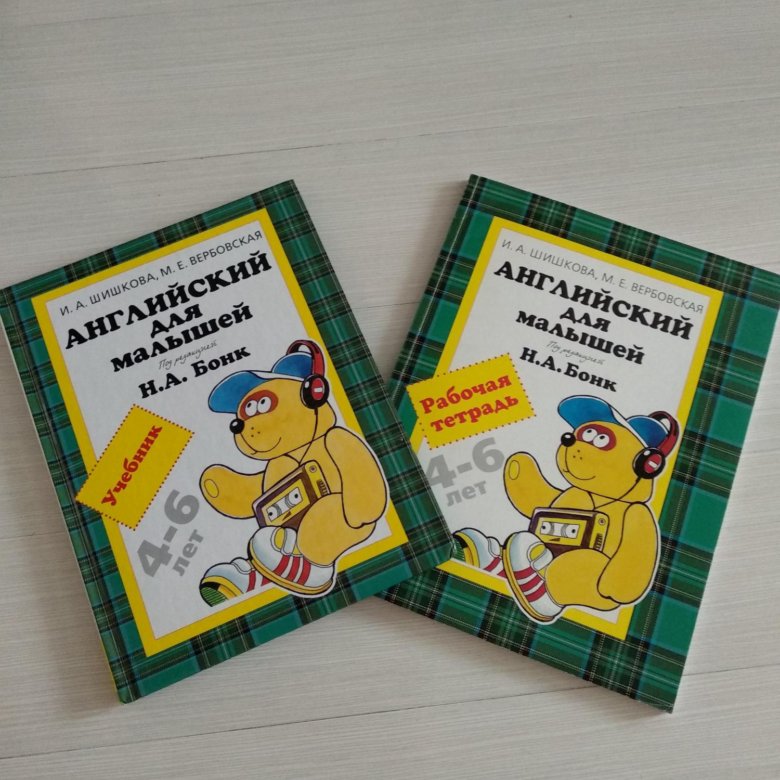 И. А. ШИШКОВА, М. Е. ВЕРБОВСКАЯ
АНГЛИЙСКИЙ
ДЛЯ
МАЛЫШЕЙ
Под редакцией
Н.А. Бонк
Учебник
4-6
лет
И. А. ШИШКОВА, М. Е. ВЕРБОВСКАЯ
АНГЛИЙСКИЙ
ДЛЯ
МАЛЫШЕЙ
Под редакцией
Н.А. Бонк
Рабочая
тетрадь
4-6
лет